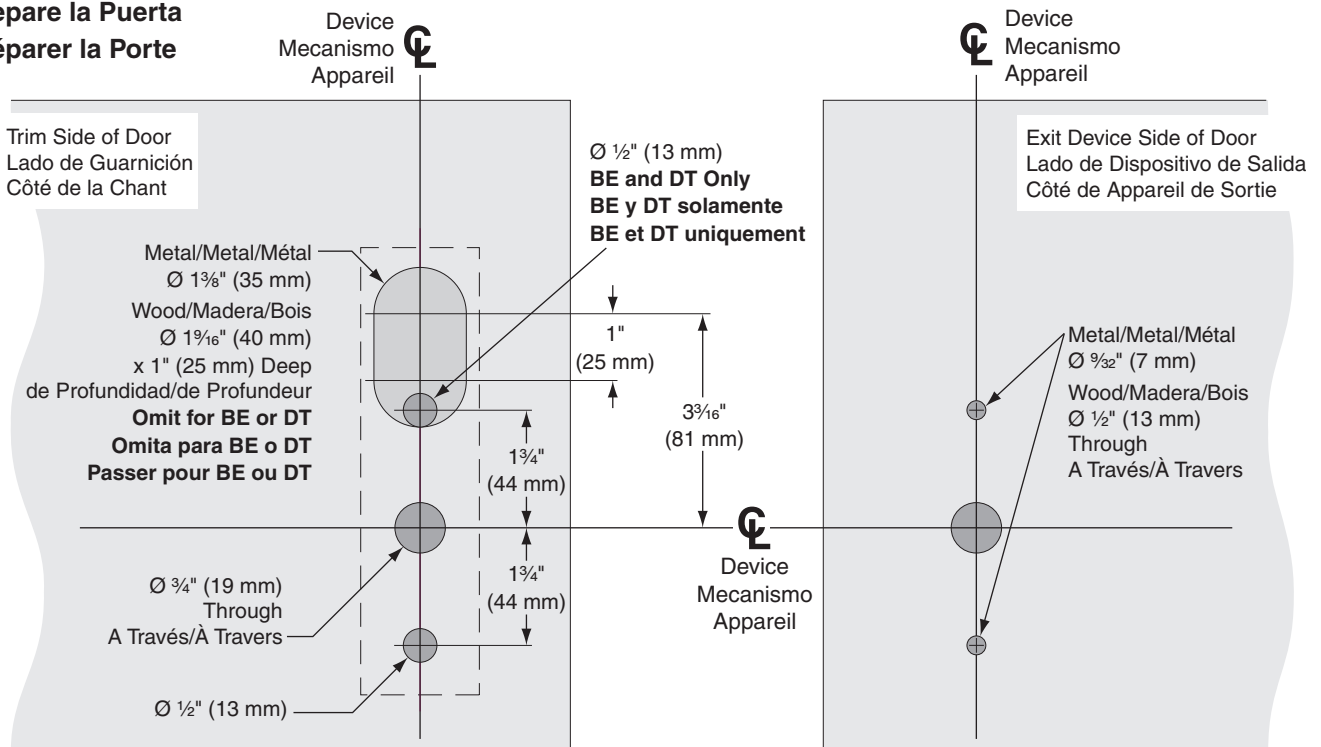 epare la Puerta
éparer la Porte
Device
Mecanismo
Appareil
Device
Mecanismo
Appareil
Trim Side of Door
Lado de Guarnición
Côté de la Chant
Exit Device Side of Door
Lado de Dispositivo de Salida
Côté de Appareil de Sortie
Ø ½" (13 mm)
BE and DT Only
BE y DT solamente
BE et DT uniquement
Metal/Metal/Métal
Ø 1⅜" (35 mm)
Wood/Madera/Bois
Ø 1⁹⁄₁₆" (40 mm)
x 1" (25 mm) Deep
de Profundidad/de Profundeur
Omit for BE or DT
Omita para BE o DT
Passer pour BE ou DT
1"
(25 mm)
3³⁄₁₆"
(81 mm)
1¾"
(44 mm)
Metal/Metal/Métal
Ø ⁹⁄₃₂" (7 mm)
Wood/Madera/Bois
Ø ½" (13 mm)
Through
A Través/À Travers
Device
Mecanismo
Appareil
1¾"
(44 mm)
Ø ¾" (19 mm)
Through
A Través/À Travers
Ø ½" (13 mm)